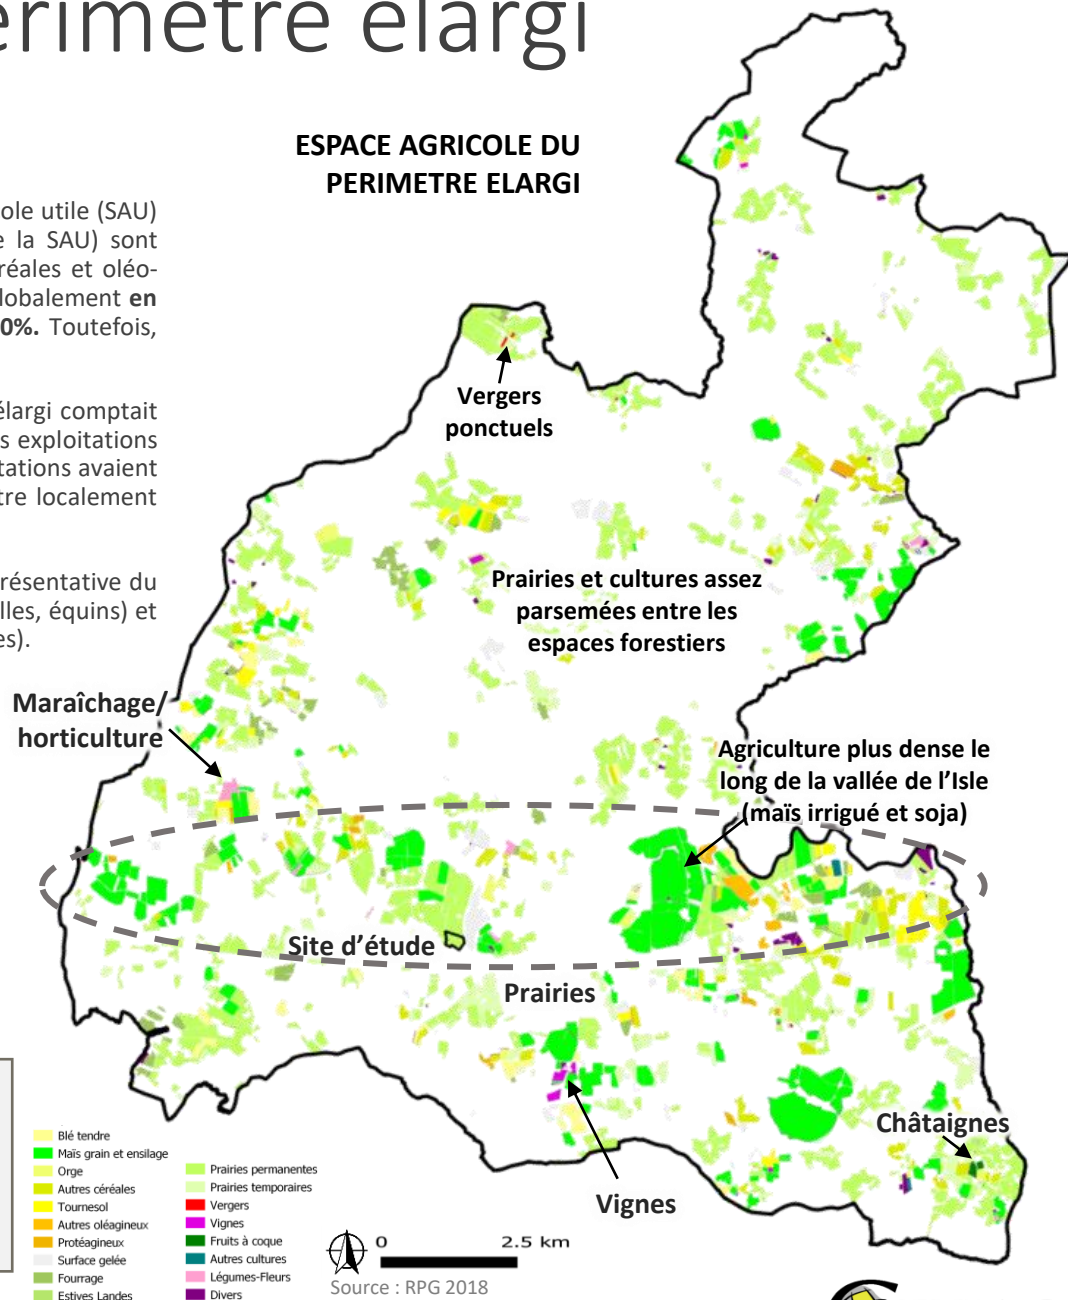 erimetre elargi
ESPACE AGRICOLE DU
PERIMETRE ELARGI
ole utile (SAU)
e la SAU) sont
réales et oléo-
lobalement en
0%. Toutefois,
élargi comptait
s exploitations
tations avaient
tre localement
résentative du
lles, équins) et
es).
Vergers
ponctuels
Prairies et cultures assez
parsemées entre les
espaces forestiers
Maraîchage/
horticulture
Agriculture plus dense le
long de la vallée de l’Isle
(maïs irrigué et soja)
Site d’étude
Prairies
Châtaignes
Vignes
Blé tendre
Maïs grain et ensilage
Orge
Autres céréales
Tournesol
Autres oléagineux
Protéagineux
Surface gelée
Fourrage
Estives Landes
Prairies permanentes
Prairies temporaires
Vergers
Vignes
Fruits à coque
Autres cultures
Légumes-Fleurs
Divers
0 2.5 km
Source : RPG 2018